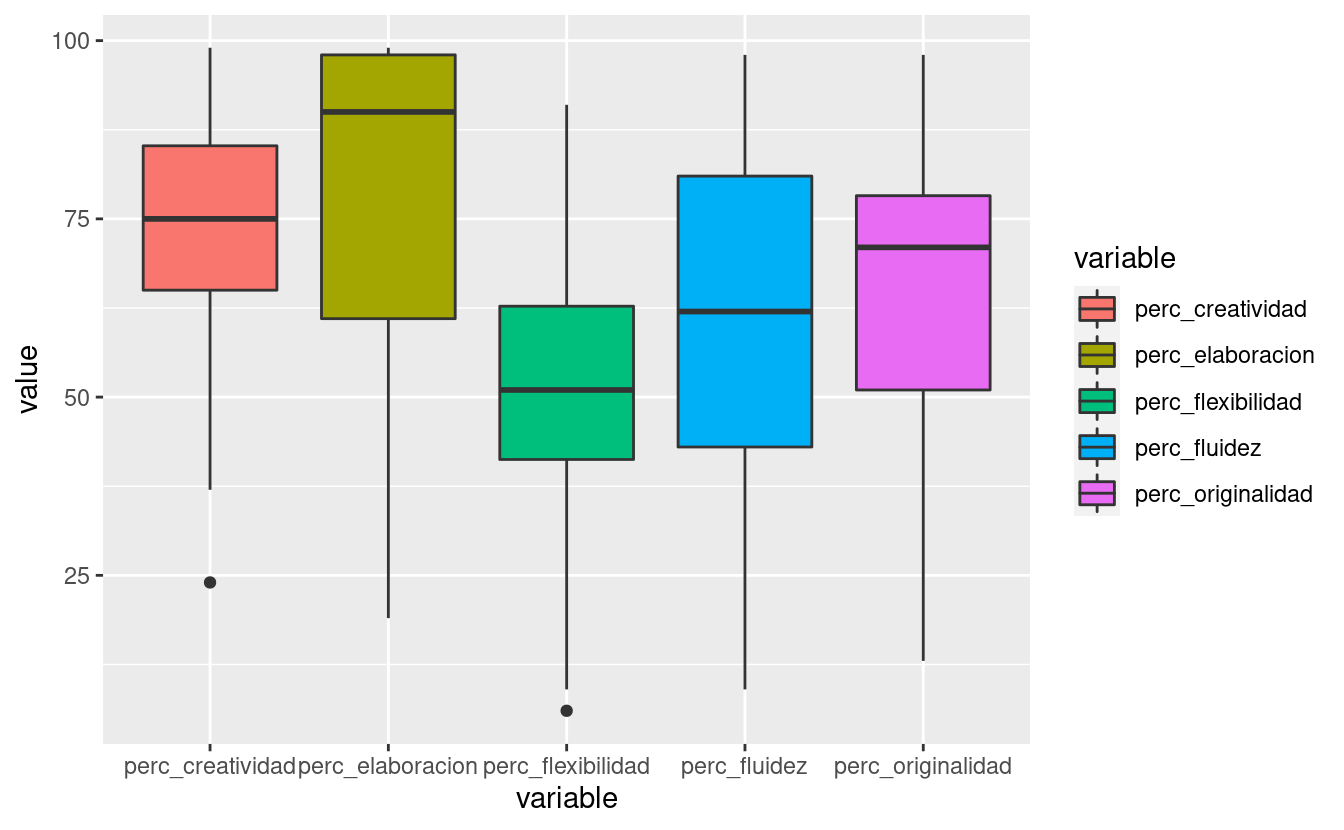 100
75
50
25
value
perc_creatividad
perc_elaboracion
perc_flexibilidad
perc_fluidez
perc_originalidad
variable
variable
perc_creatividad
perc_elaboracion
perc_flexibilidad
perc_fluidez
perc_originalidad